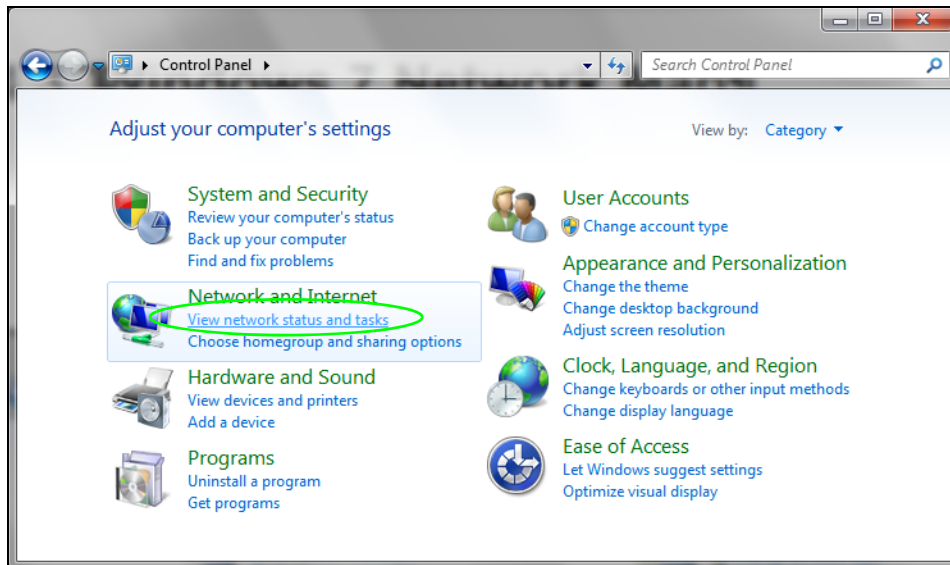 Control Panel
Search Control Panel
Adjust your computer's settings
View by: Category
System and Security
Review your computer's status
Back up your computer
Find and fix problems
Network and Internet
View network status and tasks
Choose homegroup and sharing options
Hardware and Sound
View devices and printers
Add a device
Programs
Uninstall a program
Get programs
User Accounts
Change account type
Appearance and Personalization
Change the theme
Change desktop background
Adjust screen resolution
Clock, Language, and Region
Change keyboards or other input methods
Change display language
Ease of Access
Let Windows suggest settings
Optimize visual display